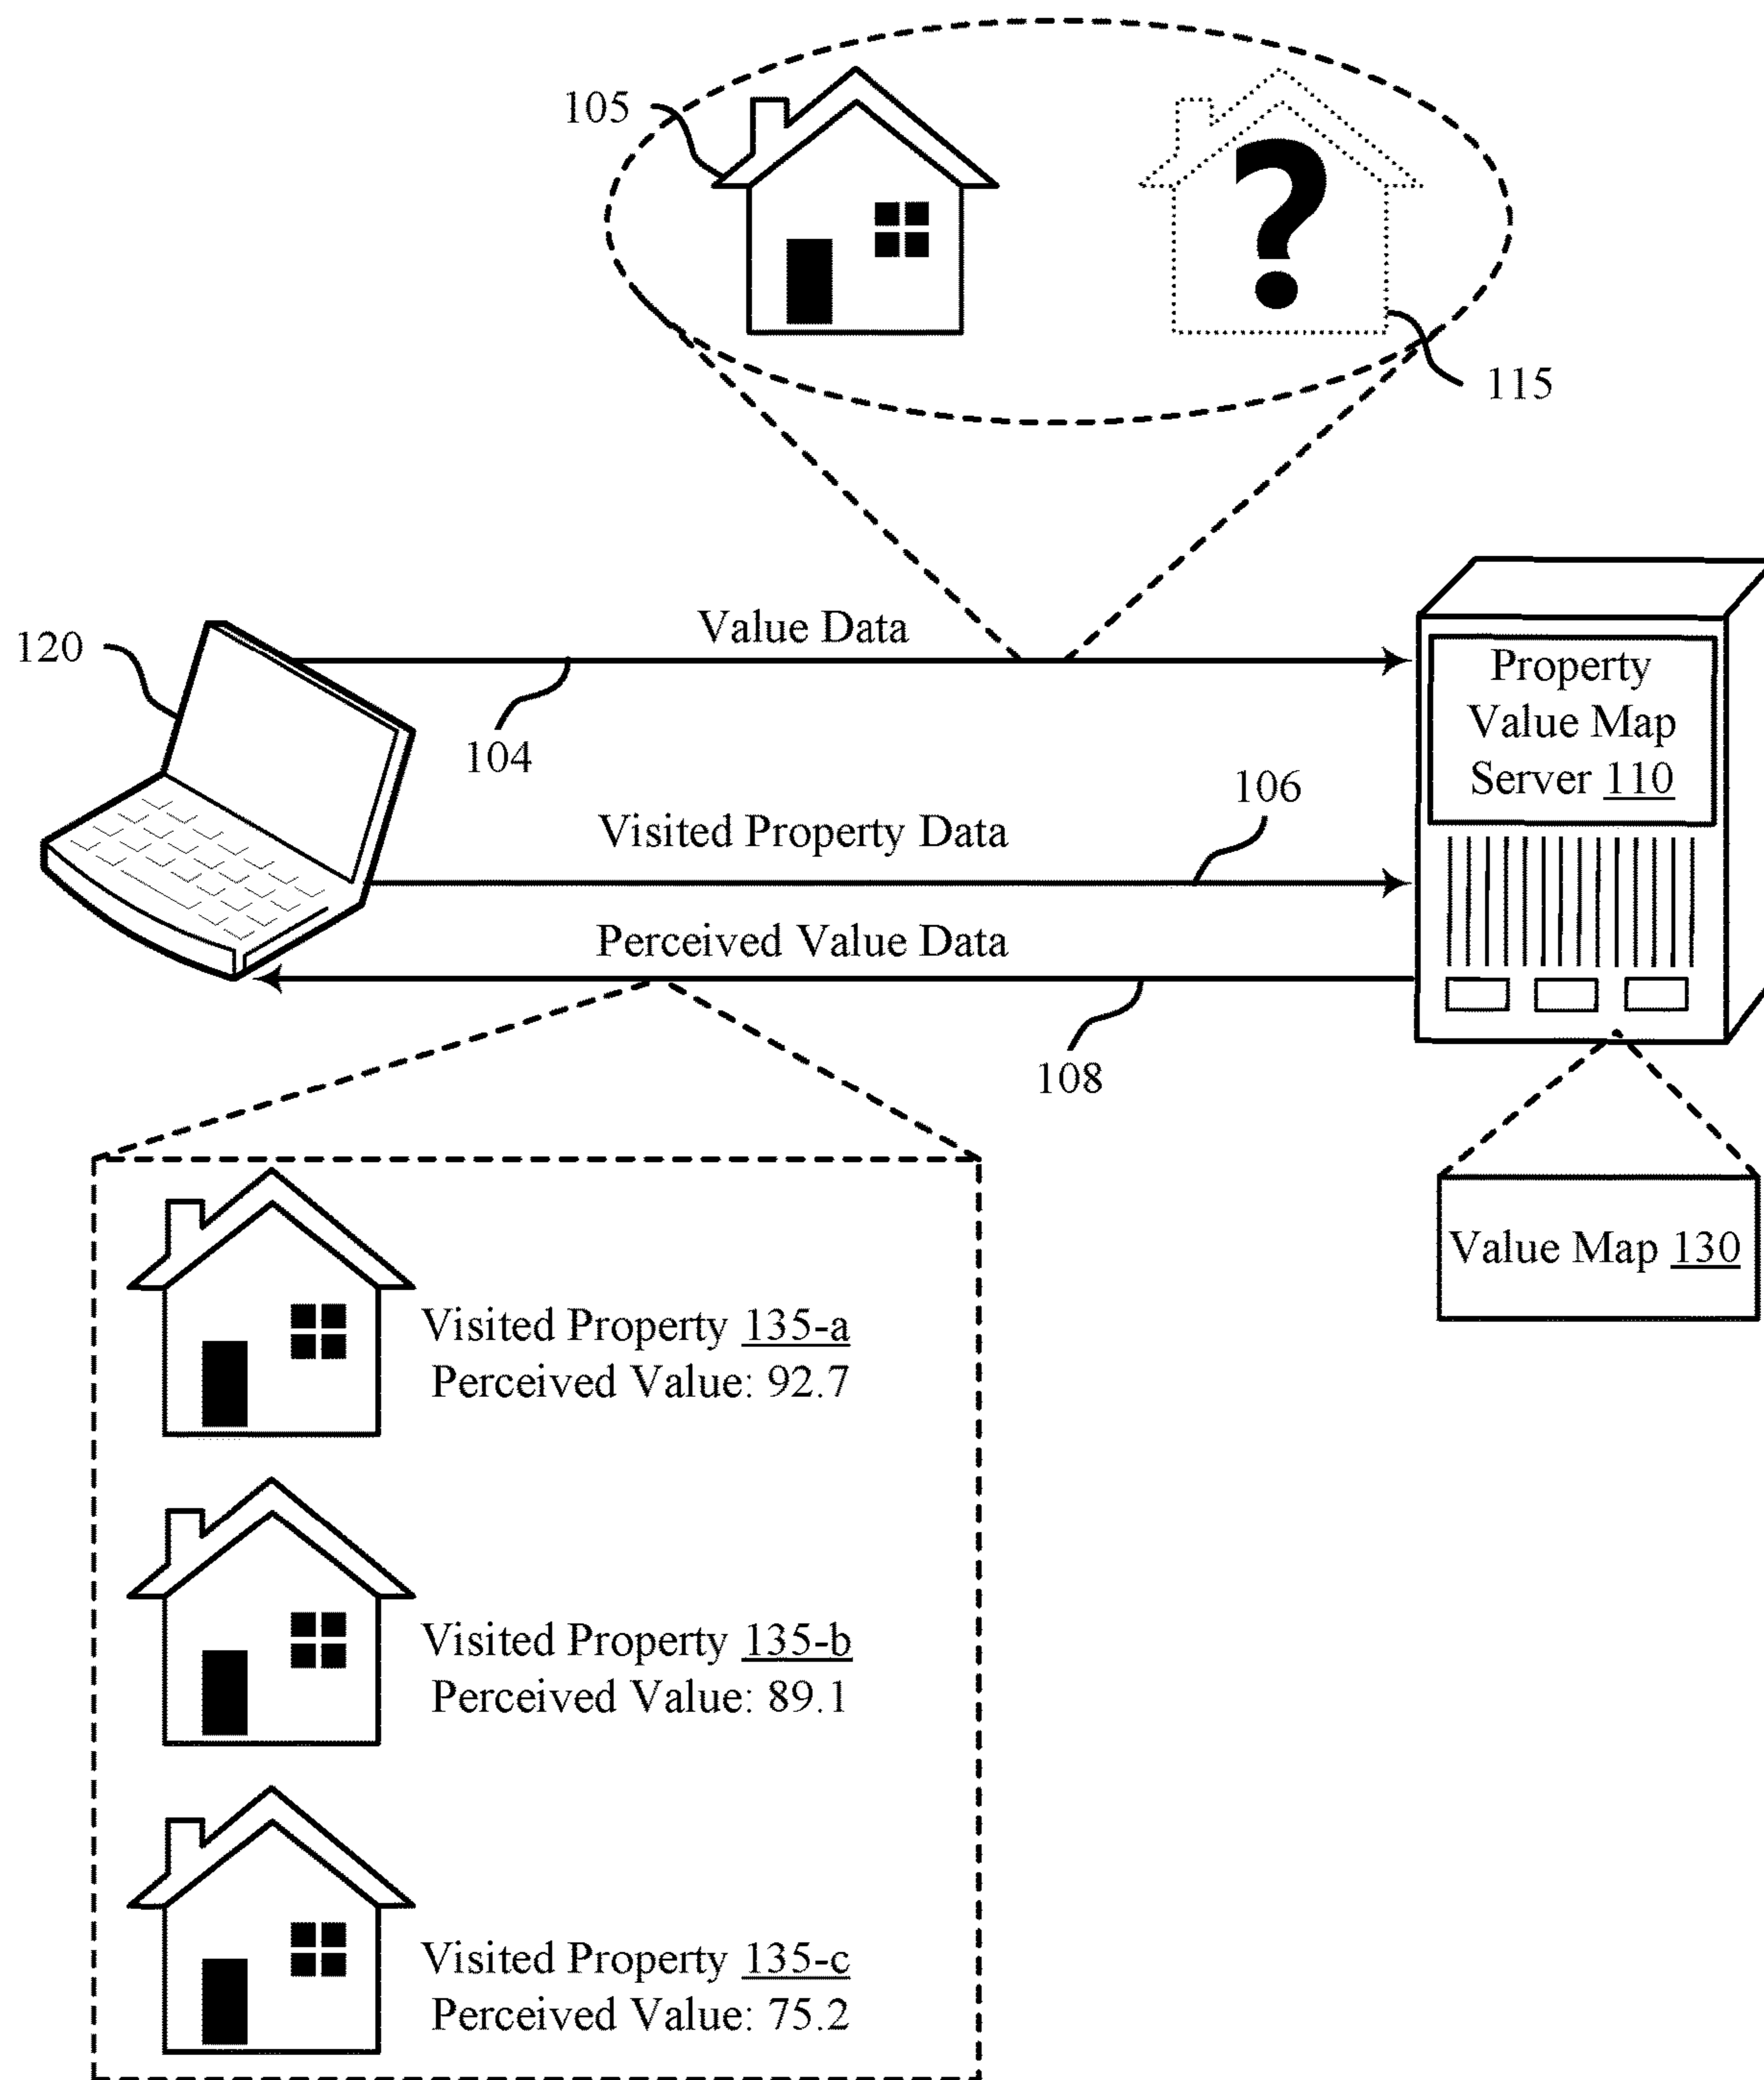 105
?
115
120
Value Data
104
Property
Value Map
Server 110
106
Visited Property Data
Perceived Value Data
108
Value Map 130
Visited Property 135-a
Perceived Value: 92.7
Visited Property 135-b
Perceived Value: 89.1
Visited Property 135-c
Perceived Value: 75.2